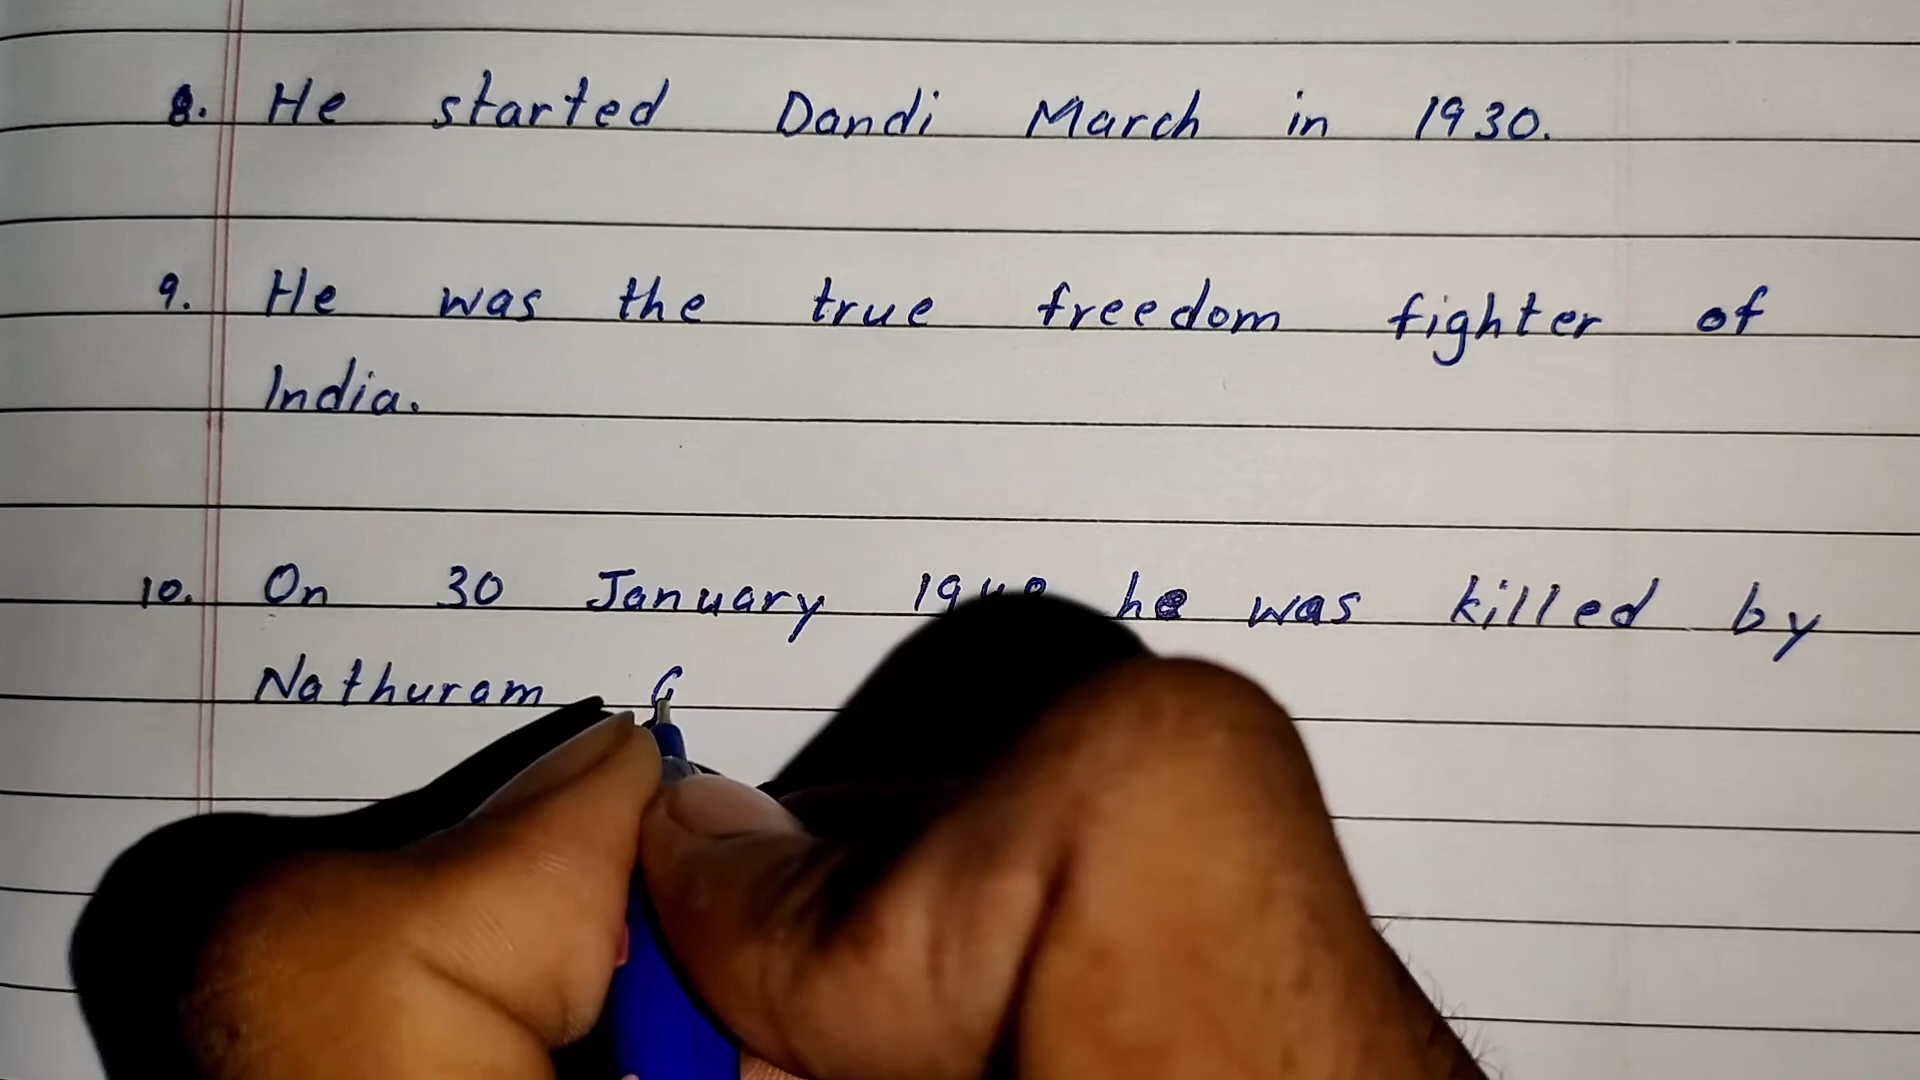 8. He started Dandi March in 1930.
9. He was the true freedom fighter of
India.
10. On 30 January he was killed by
Nathuram G